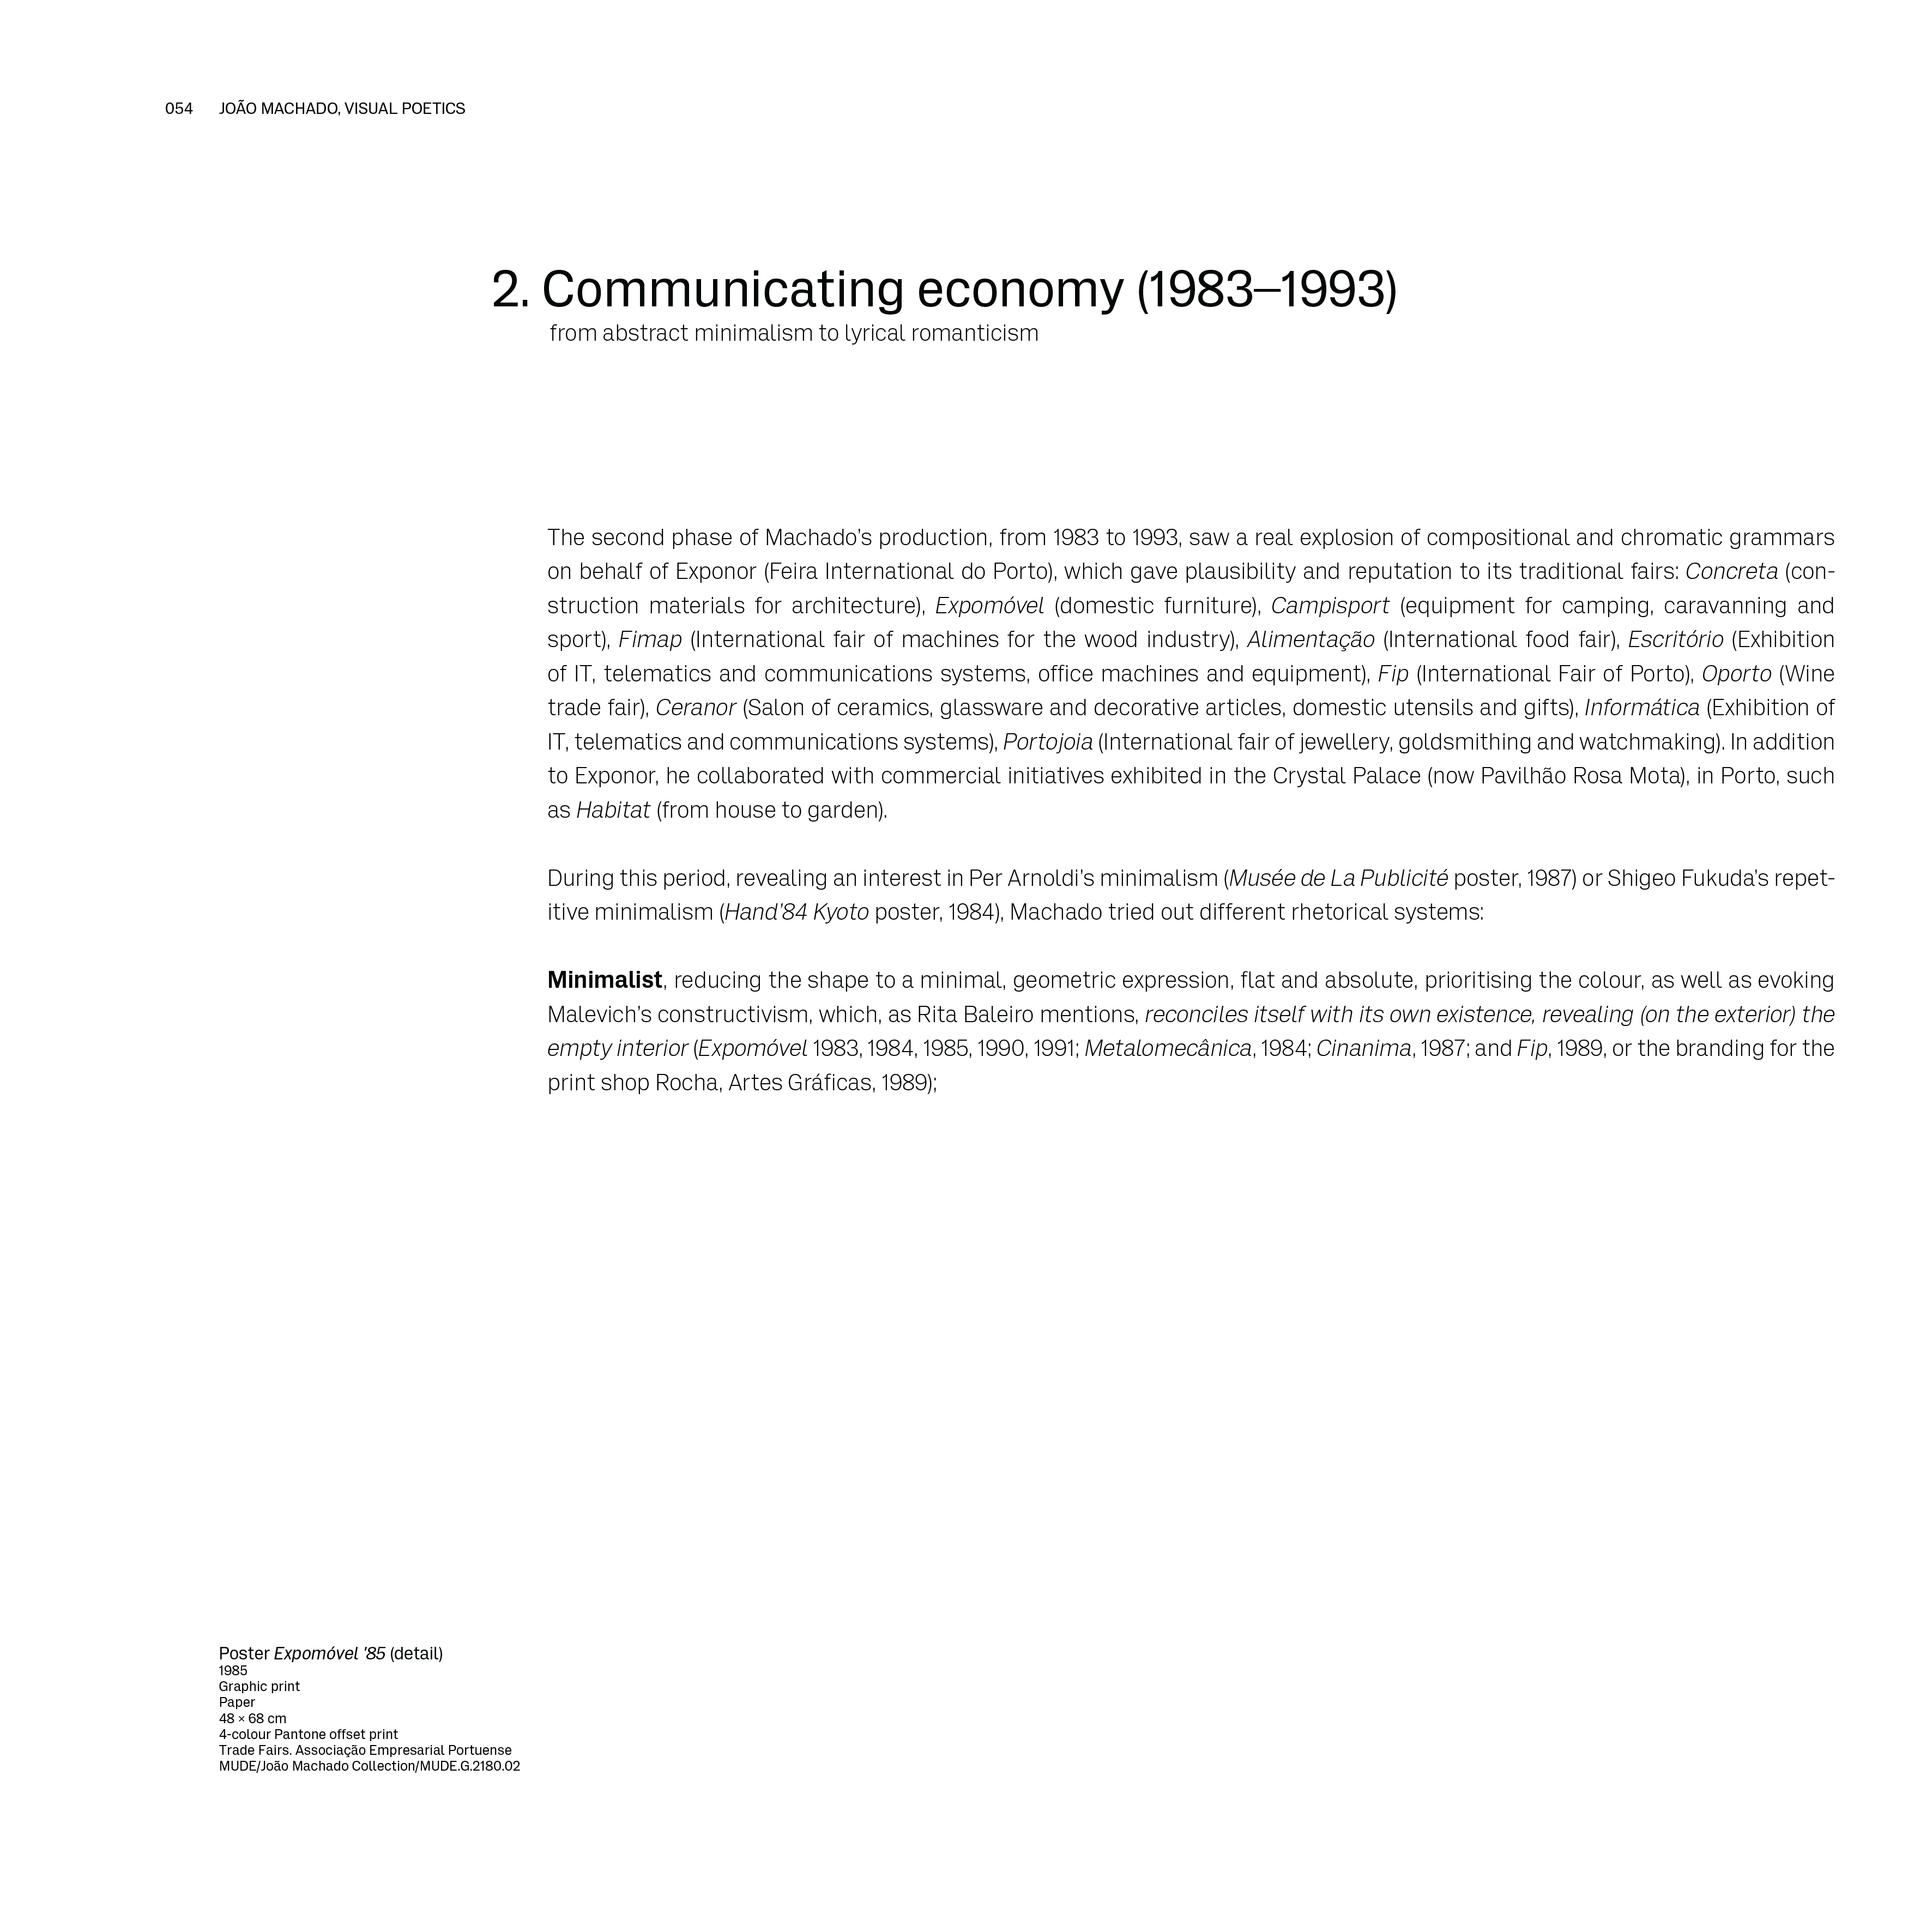 054 JOÃO MACHADO, VISUAL POETICS
2. Communicating economy (1983–1993)
from abstract minimalism to lyrical romanticism
The second phase of Machado's production, from 1983 to 1993, saw a real explosion of compositional and chromatic grammars
on behalf of Exponor (Feira International do Porto), which gave plausibility and reputation to its traditional fairs: Concreta (con-
struction materials for architecture), Expomóvel (domestic furniture), Campisport (equipment for camping, caravanning and
sport), Fimap (International fair of machines for the wood industry), Alimentação (International food fair), Escritório (Exhibition
of IT, telematics and communications systems, office machines and equipment), Fip (International Fair of Porto), Oporto (Wine
trade fair), Ceranor (Salon of ceramics, glassware and decorative articles, domestic utensils and gifts), Informática (Exhibition of
IT, telematics and communications systems), Portojoia (International fair of jewellery, goldsmithing and watchmaking). In addition
to Exponor, he collaborated with commercial initiatives exhibited in the Crystal Palace (now Pavilhão Rosa Mota), in Porto, such
as Habitat (from house to garden).
During this period, revealing an interest in Per Arnoldi's minimalism (Musée de La Publicité poster, 1987) or Shigeo Fukuda's repet-
itive minimalism (Hand'84 Kyoto poster, 1984), Machado tried out different rhetorical systems:
Minimalist, reducing the shape to a minimal, geometric expression, flat and absolute, prioritising the colour, as well as evoking
Malevich's constructivism, which, as Rita Baleiro mentions, reconciles itself with its own existence, revealing (on the exterior) the
empty interior (Expomóvel 1983, 1984, 1985, 1990, 1991; Metalomecânica, 1984; Cinanima, 1987; and Fip, 1989, or the branding for the
print shop Rocha, Artes Gráficas, 1989);
Poster Expomóvel '85 (detail)
1985
Graphic print
Paper
48 × 68 cm
4-colour Pantone offset print
Trade Fairs. Associação Empresarial Portuense
MUDE/João Machado Collection/MUDE.G.2180.02